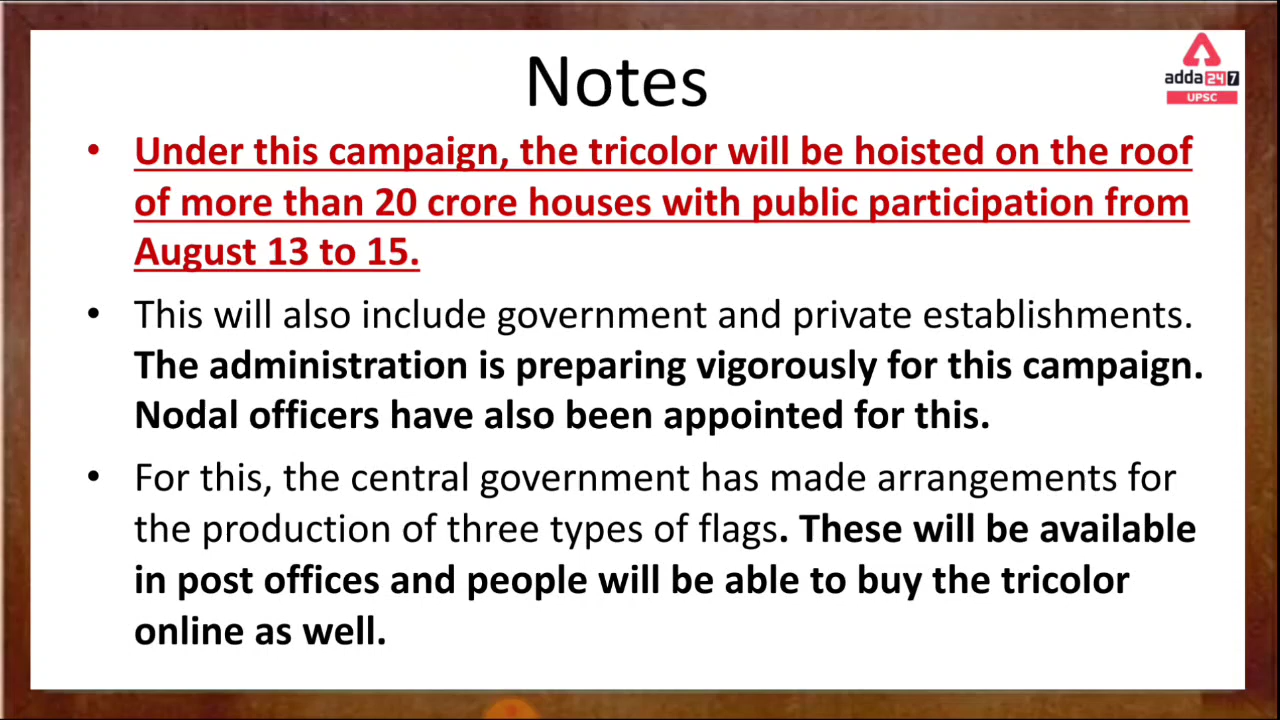 Notes
adda247
UPSC
• Under this campaign, the tricolor will be hoisted on the roof
of more than 20 crore houses with public participation from
August 13 to 15.
• This will also include government and private establishments.
The administration is preparing vigorously for this campaign.
Nodal officers have also been appointed for this.
• For this, the central government has made arrangements for
the production of three types of flags. These will be available
in post offices and people will be able to buy the tricolor
online as well.